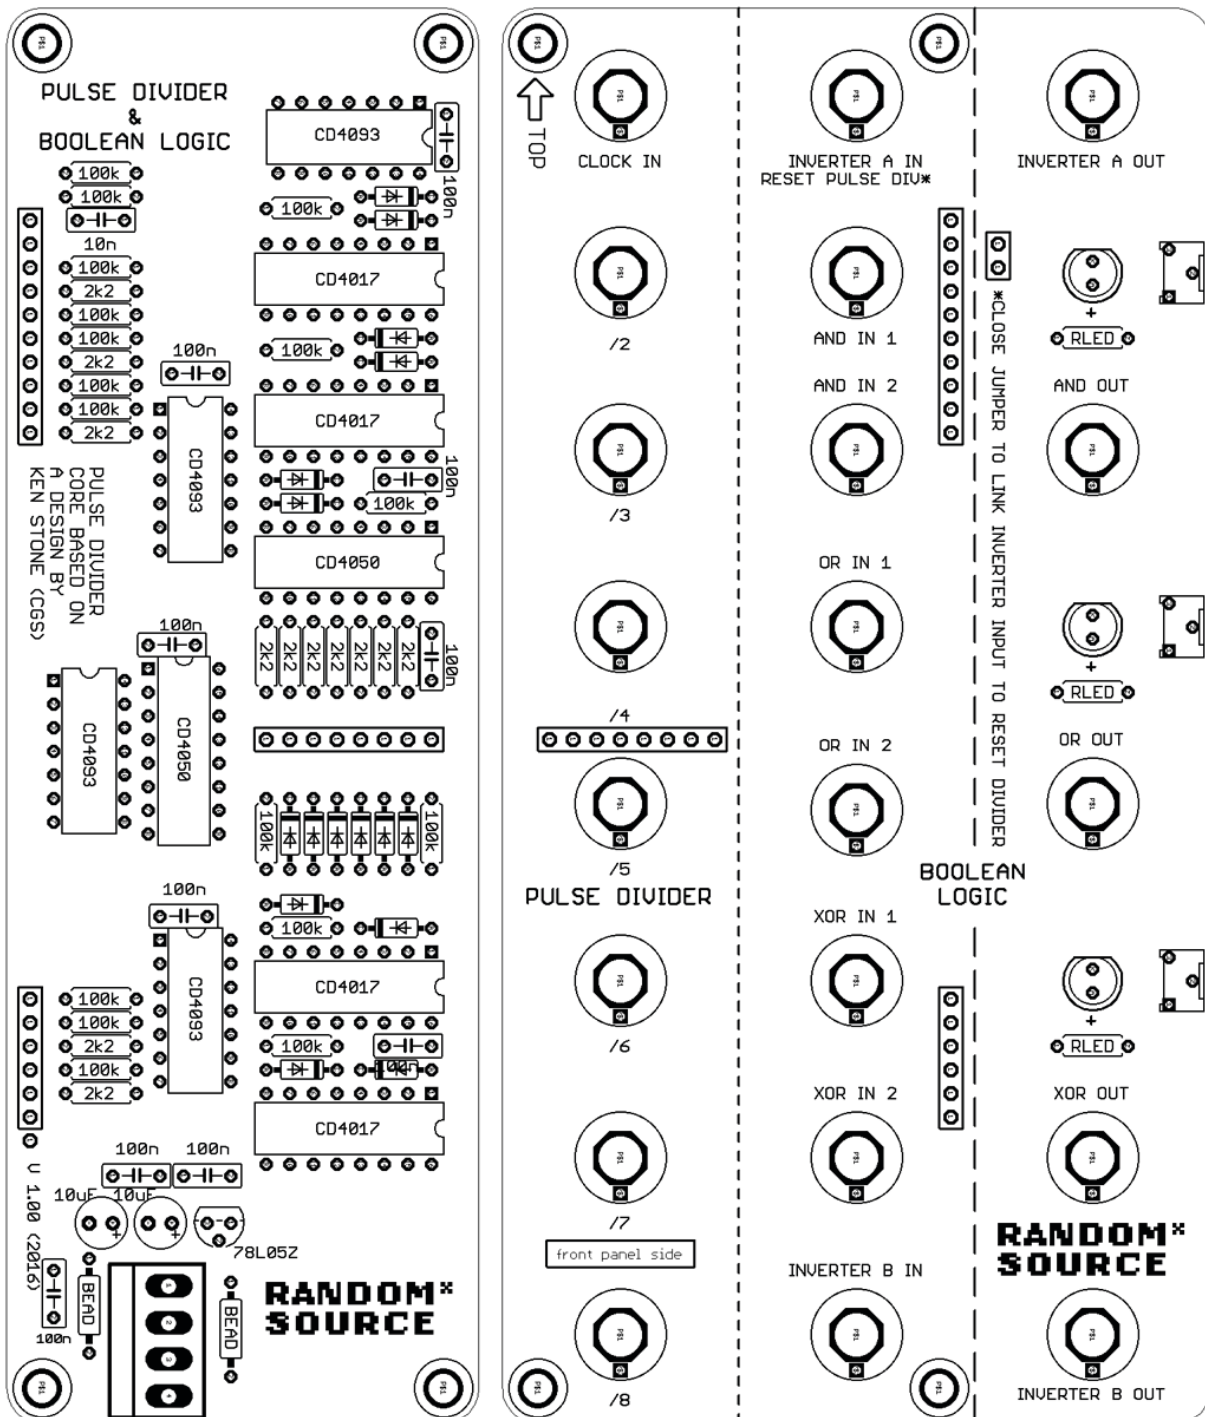 PULSE DIVIDER
&
BOOLEAN LOGIC
CD4093
100n
100k
100k
10n
100k
100k
2k2
100k
100k
2k2
100k
100k
2k2
CD4017
100k
100n
CD4093
CD4017
100n
100k
PULSE DIVIDER
CORE BASED ON
A DESIGN BY
KEN STONE (CGS)
CD4050
2k2
2k2
2k2
2k2
2k2
2k2
2k2
100n
100n
CD4093
CD4050
100k
100k
100n
CD4093
100k
CD4017
100k
100n
100k
100k
2k2
100k
2k2
CD4017
100n
100n
V 1.00 (2016)
10uF
10uF
78L05Z
100n
BEAD
1
2
3
4
BEAD
RANDOM*
SOURCE
TOP
CLOCK IN
/2
/3
/4
/5
PULSE DIVIDER
/6
/7
front panel side
/8
INVERTER A IN
RESET PULSE DIV*
AND IN 1
AND IN 2
OR IN 1
OR IN 2
XOR IN 1
XOR IN 2
INVERTER B IN
*CLOSE JUMPER TO LINK INVERTER INPUT TO RESET DIVIDER
BOOLEAN
LOGIC
INVERTER A OUT
+
RLED
AND OUT
+
RLED
OR OUT
+
RLED
XOR OUT
RANDOM*
SOURCE
INVERTER B OUT